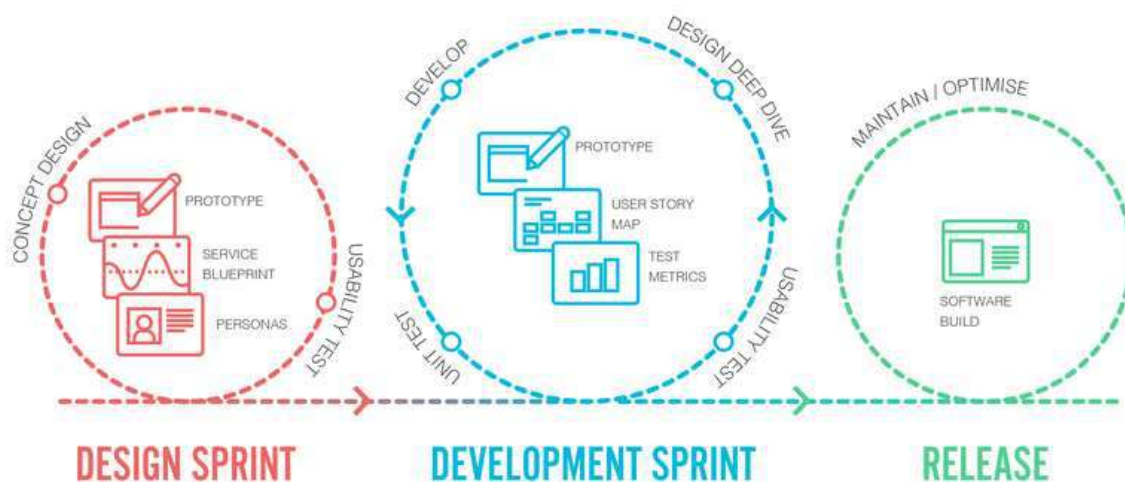 CONCEPT DESIGN
PROTOTYPE
SERVICE
BLUEPRINT
PERSONAS
USABILITY TEST
DESIGN SPRINT
DEVELOP
DESIGN DEEP DIVE
PROTOTYPE
USER STORY
MAP
TEST
METRICS
UNIT TEST
USABILITY TEST
DEVELOPMENT SPRINT
MAINTAIN / OPTIMISE
SOFTWARE
BUILD
RELEASE